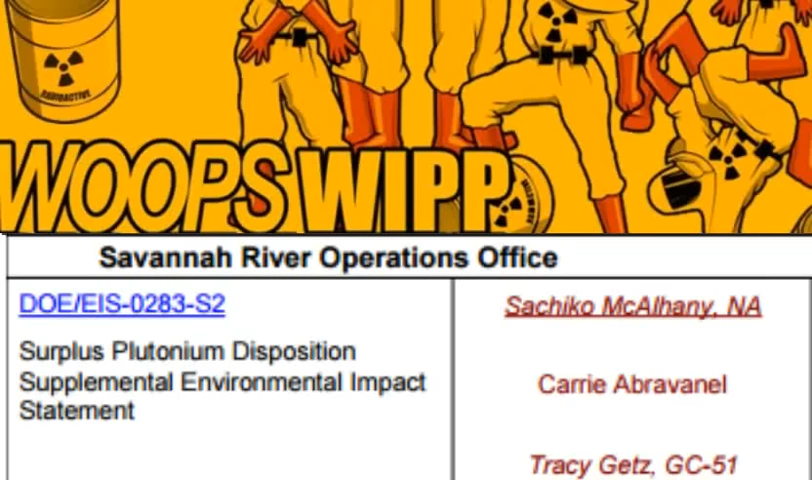 RADIOACTIVE
WOOPS WIPP
Savannah River Operations Office
DOE/EIS-0283-S2
Surplus Plutonium Disposition
Supplemental Environmental Impact
Statement
Sachiko McAlhany, NA
Carrie Abravanel
Tracy Getz, GC-51